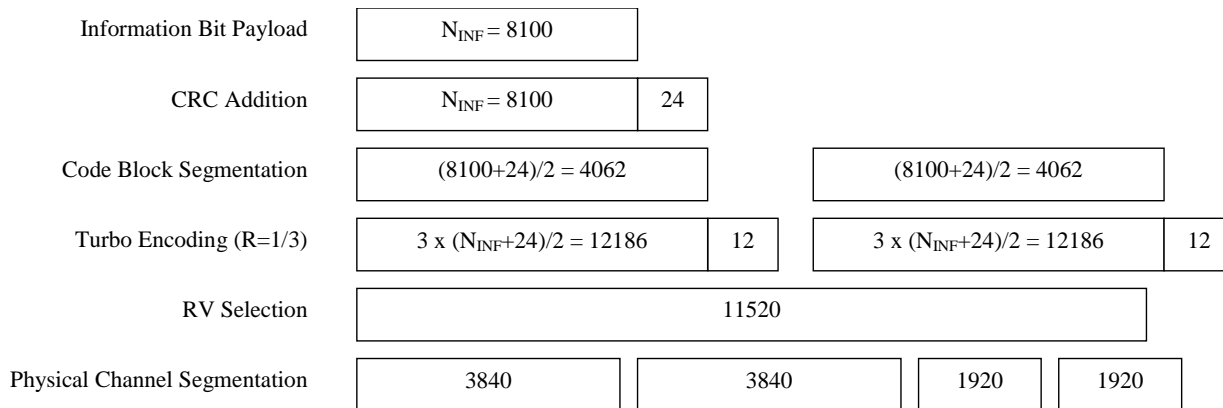 Information Bit Payload N_INF = 8100
CRC Addition N_INF = 8100 24
Code Block Segmentation (8100+24)/2 = 4062 (8100+24)/2 = 4062
Turbo Encoding (R=1/3) 3 x (N_INF+24)/2 = 12186 12 3 x (N_INF+24)/2 = 12186 12
RV Selection 11520
Physical Channel Segmentation 3840 3840 1920 1920